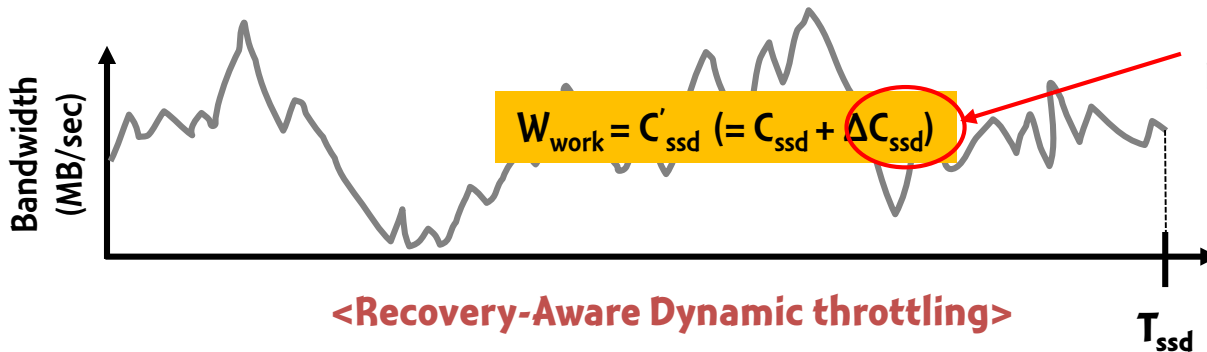 Bandwidth
(MB/sec)
W_work = C'_ssd (= C_ssd + ΔC_ssd)
<Recovery-Aware Dynamic throttling>
T_ssd